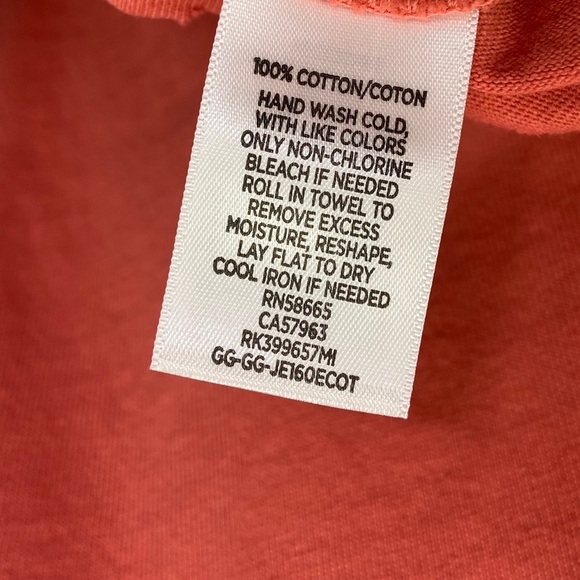 100% COTTON/COTON
HAND WASH COLD,
WITH LIKE COLORS
ONLY NON-CHLORINE
BLEACH IF NEEDED
ROLL IN TOWEL TO
REMOVE EXCESS
MOISTURE, RESHAPE,
LAY FLAT TO DRY
COOL IRON IF NEEDED
RN58665
CA57963
RK399657MI
GG-GG-JE160ECOT